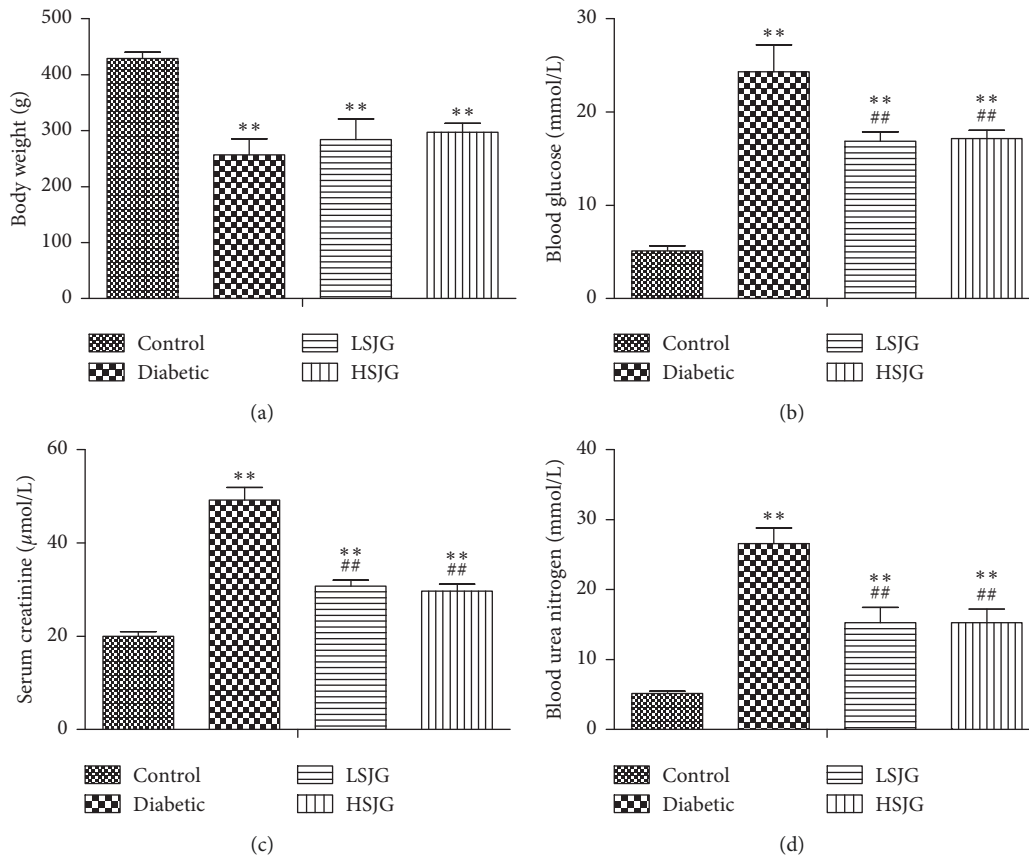 500
400
300
200
100
0
Body weight (g)
**
**
**
Control
LSJG
Diabetic
HSJG
(a)
30
20
10
0
Blood glucose (mmol/L)
**
**
##
**
##
Control
LSJG
Diabetic
HSJG
(b)
60
40
20
0
Serum creatinine (μmol/L)
**
**
##
**
##
Control
LSJG
Diabetic
HSJG
(c)
40
30
20
10
0
Blood urea nitrogen (mmol/L)
**
**
##
**
##
Control
LSJG
Diabetic
HSJG
(d)